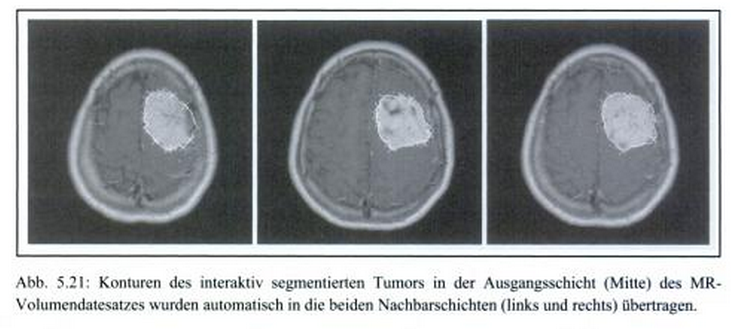 Abb. 5.21: Konturen des interaktiv segmentierten Tumors in der Ausgangsschicht (Mitte) des MR-
Volumendatesatzes wurden automatisch in die beiden Nachbarschichten (links und rechts) übertragen.